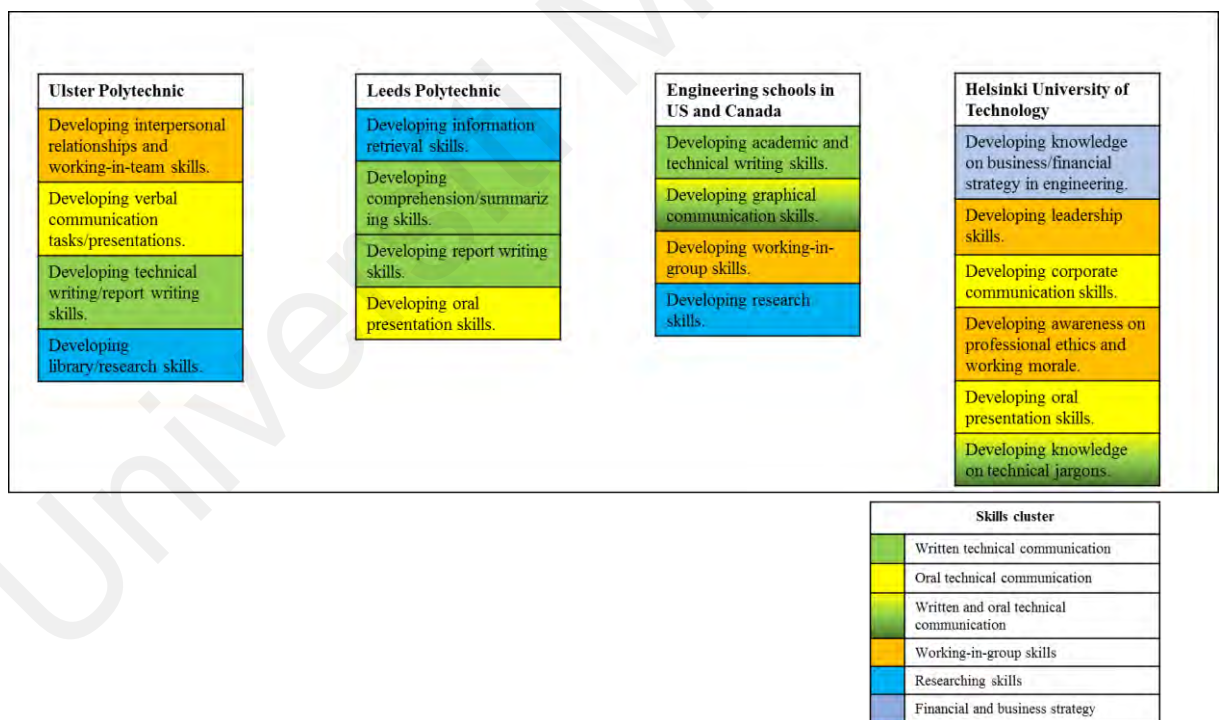 Ulster Polytechnic
Developing interpersonal
relationships and
working-in-team skills.
Developing verbal
communication
tasks/presentations.
Developing technical
writing/report writing
skills.
Developing
library/research skills.
Leeds Polytechnic
Developing information
retrieval skills.
Developing
comprehension/summariz
ing skills.
Developing report writing
skills.
Developing oral
presentation skills.
Engineering schools in
US and Canada
Developing academic and
technical writing skills.
Developing graphical
communication skills.
Developing working-in-
group skills.
Developing research
skills.
Helsinki University of
Technology
Developing knowledge
on business/financial
strategy in engineering.
Developing leadership
skills.
Developing corporate
communication skills.
Developing awareness on
professional ethics and
working morale.
Developing oral
presentation skills.
Developing knowledge
on technical jargons.
Skills cluster
Written technical communication
Oral technical communication
Written and oral technical
communication
Working-in-group skills
Researching skills
Financial and business strategy
Universiti M